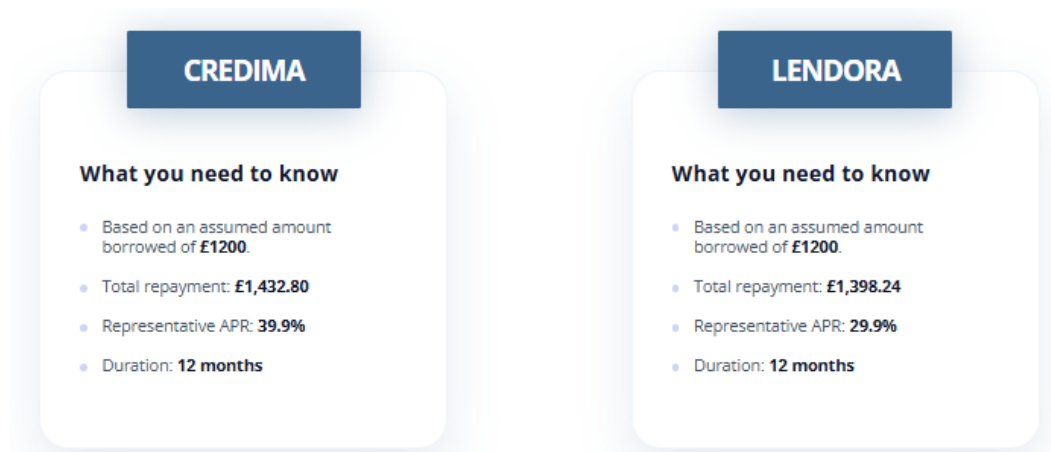 CREDIMA
What you need to know
Based on an assumed amount
borrowed of £1200.
Total repayment: £1,432.80
Representative APR: 39.9%
Duration: 12 months
LENDORA
What you need to know
Based on an assumed amount
borrowed of £1200.
Total repayment: £1,398.24
Representative APR: 29.9%
Duration: 12 months